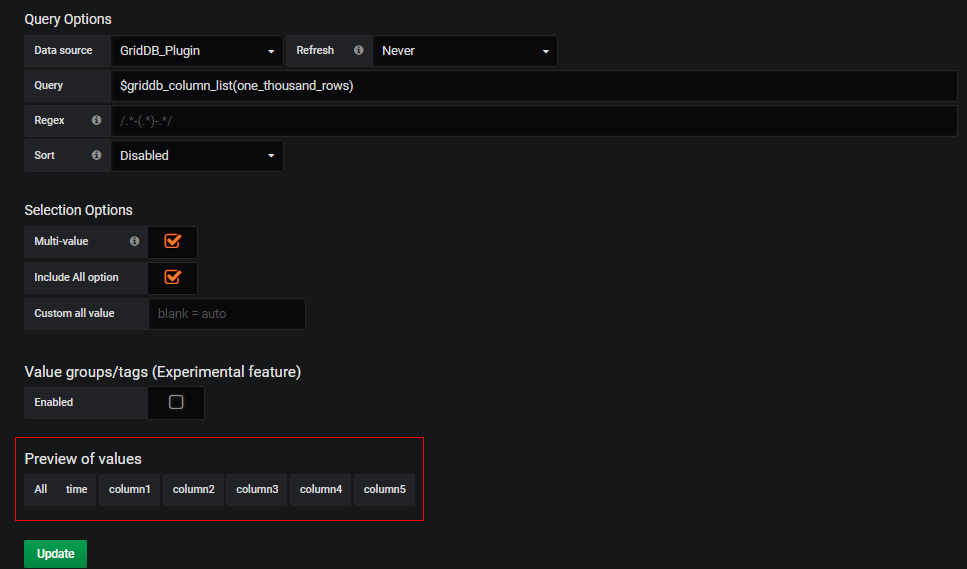 Query Options
Data source GridDB_Plugin Refresh Never
Query $griddb_column_list(one_thousand_rows)
Regex /.*-(.*)-.*/
Sort Disabled
Selection Options
Multi-value
Include All option
Custom all value blank = auto
Value groups/tags (Experimental feature)
Enabled
Preview of values
All time column1 column2 column3 column4 column5
Update